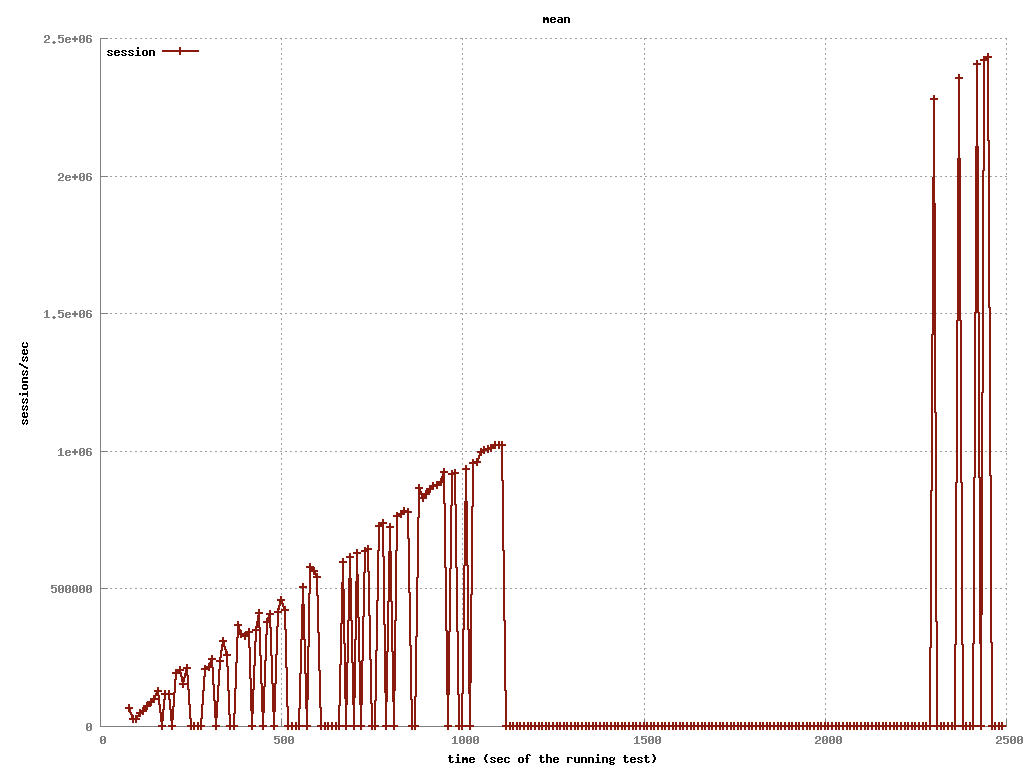 mean
2.5e+06
session
2e+06
1.5e+06
sessions/sec
1e+06
500000
0
0 500 1000 1500 2000 2500
time (sec of the running test)